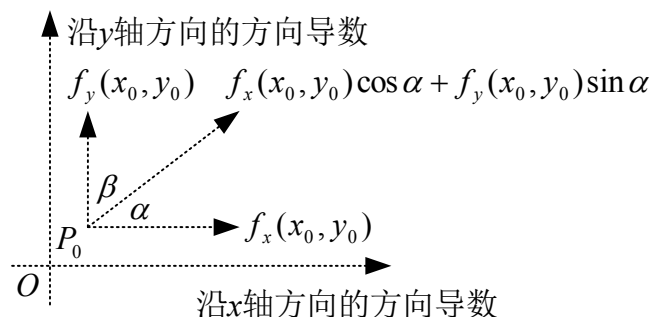 沿y轴方向的方向导数
f_y(x_0, y_0) f_x(x_0, y_0)cos α + f_y(x_0, y_0)sin α
β
α
P_0 f_x(x_0, y_0)
O
沿x轴方向的方向导数